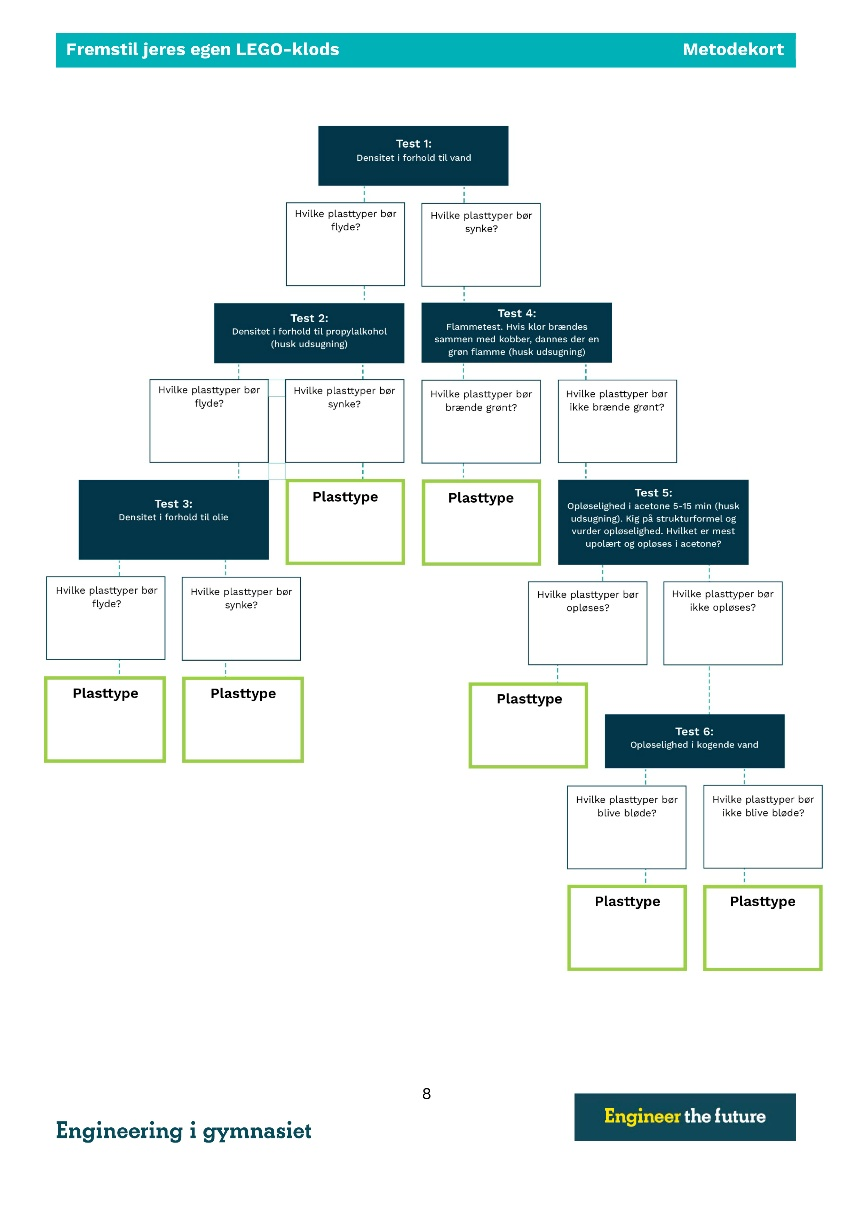 Fremstil jeres egen LEGO-klods
Metodekort
Test 1:
Densitet i forhold til vand
Hvilke plasttyper bør
flyde?
Hvilke plasttyper bør
synke?
Test 2:
Densitet i forhold til propylalkohol
(husk udsugning)
Test 4:
Flammetest. Hvis klor brændes
sammen med kobber, dannes der en
grøn flamme (husk udsugning)
Hvilke plasttyper bør
flyde?
Hvilke plasttyper bør
synke?
Hvilke plasttyper bør
brænde grønt?
Hvilke plasttyper bør
ikke brænde grønt?
Test 3:
Densitet i forhold til olie
Plasttype
Plasttype
Test 5:
Opløselighed i acetone 5-15 min (husk
udsugning). Kig på strukturformel og
vurder opløselighed. Hvilket er mest
upolært og opløses i acetone?
Hvilke plasttyper bør
flyde?
Hvilke plasttyper bør
synke?
Hvilke plasttyper bør
opløses?
Hvilke plasttyper bør
ikke opløses?
Plasttype
Plasttype
Plasttype
Test 6:
Opløselighed i kogende vand
Hvilke plasttyper bør
blive bløde?
Hvilke plasttyper bør
ikke blive bløde?
Plasttype
Plasttype
8
Engineering i gymnasiet
Engineer the future